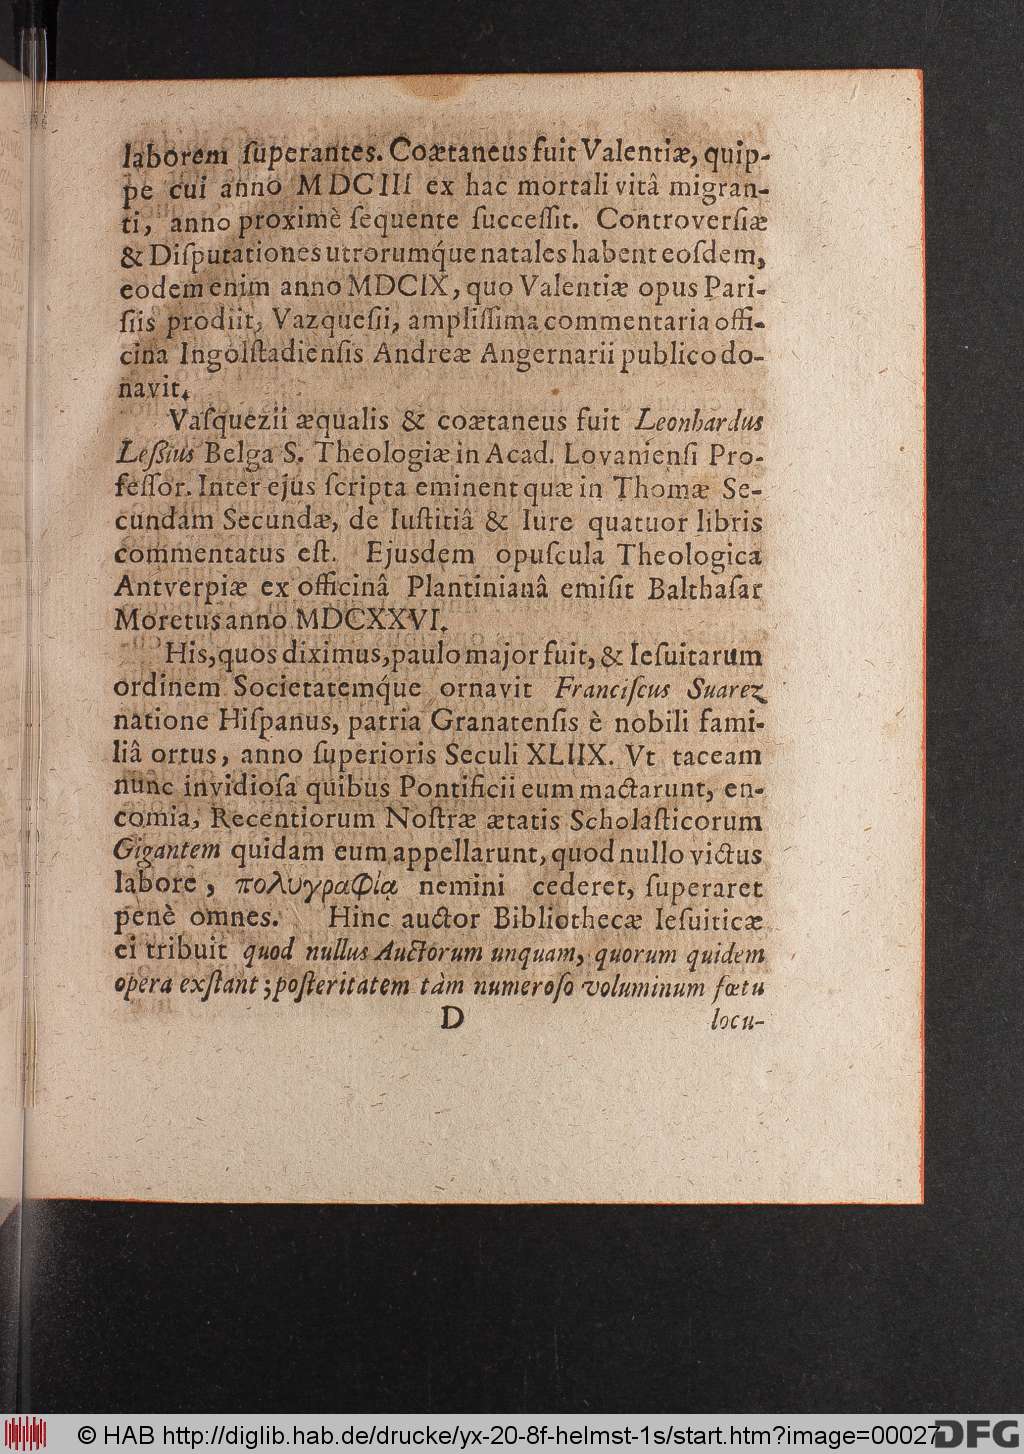 laborem ſuperantes. Coætaneus fuit Valentiæ, quip-
pe cui anno MDCIII ex hac mortali vitâ migran-
ti, anno proximè ſequente ſucceſſit. Controverſiæ
& Diſputationes utrorumq́ue natales habent eoſdem,
eodem enim anno MDCIX, quo Valentiæ opus Pari-
ſiis prodiit, Vazqueſii, ampliſſima commentaria offi-
cina Ingolſtadienſis Andreæ Angernarii publico do-
navit.
Vaſquezii æqualis & coætaneus fuit Leonhardus
Leſſius Belga S. Theologiæ in Acad. Lovanienſi Pro-
feſſor. Inter ejus ſcripta eminent quæ in Thomæ Se-
cundam Secundæ, de Iuſtitiâ & Iure quatuor libris
commentatus eſt. Ejusdem opuſcula Theologica
Antverpiæ ex officinâ Plantinianâ emiſit Balthaſar
Moretus anno MDCXXVI.
His, quos diximus, paulo major fuit, & Ieſuitarum
ordinem Societatemq́ue ornavit Franciſcus Suarez
natione Hiſpanus, patria Granatenſis è nobili fami-
liâ ortus, anno ſuperioris Seculi XLIIX. Vt taceam
nunc invidioſa quibus Pontificii eum mactarunt, en-
comia, Recentiorum Noſtræ ætatis Scholaſticorum
Gigantem quidam eum appellarunt, quod nullo victus
labore, πολυγραφίᾳ nemini cederet, ſuperaret
penè omnes. Hinc auctor Bibliothecæ Ieſuiticæ
ei tribuit quod nullus Auctorum unquam, quorum quidem
opera exſtant; poſteritatem tàm numeroſo voluminum fœtu
D locu-
© HAB http://diglib.hab.de/drucke/yx-20-8f-helmst-1s/start.htm?image=00027
DFG